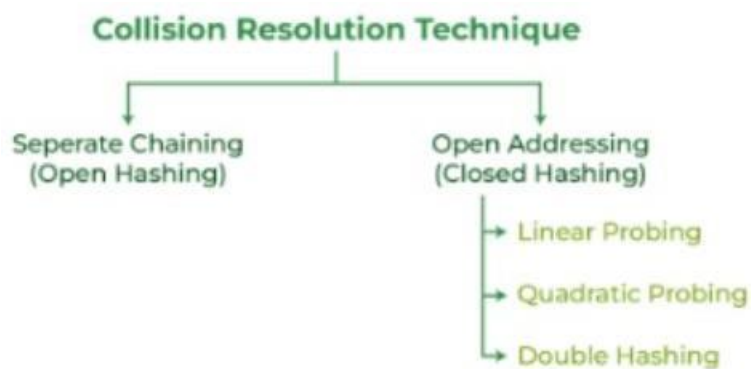 Collision Resolution Technique
Seperate Chaining
(Open Hashing)
Open Addressing
(Closed Hashing)
Linear Probing
Quadratic Probing
Double Hashing